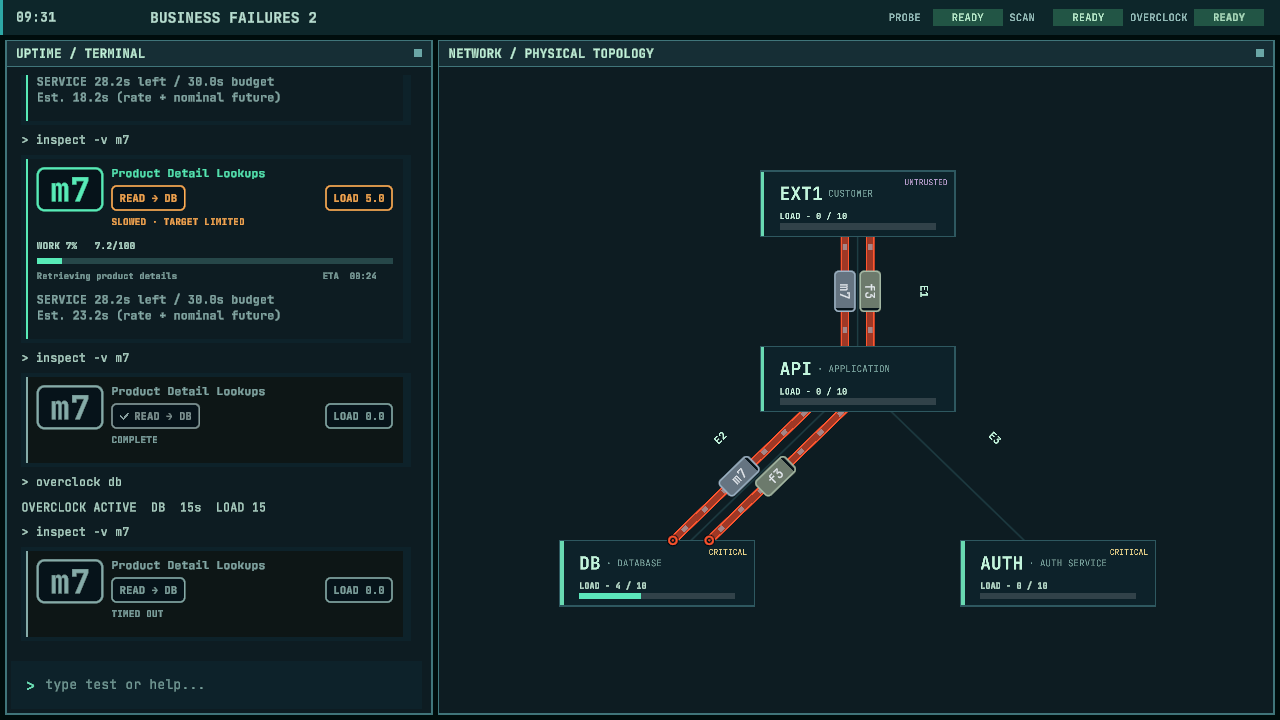 09:31
BUSINESS FAILURES 2
PROBE READY SCAN READY OVERCLOCK READY
UPTIME / TERMINAL
SERVICE 28.2s left / 30.0s budget
Est. 18.2s (rate + nominal future)
> inspect -v m7
m7
Product Detail Lookups
READ → DB
LOAD 5.0
SLOWED · TARGET LIMITED
WORK 7% 7.2/100
Retrieving product details
ETA 00:24
SERVICE 28.2s left / 30.0s budget
Est. 23.2s (rate + nominal future)
> inspect -v m7
m7
Product Detail Lookups
✓ READ → DB
LOAD 0.0
COMPLETE
> overclock db
OVERCLOCK ACTIVE DB 15s LOAD 15
> inspect -v m7
m7
Product Detail Lookups
READ → DB
LOAD 0.0
TIMED OUT
> type test or help...
NETWORK / PHYSICAL TOPOLOGY
UNTRUSTED
EXT1 CUSTOMER
LOAD - 0 / 10
m7
f3
E1
API · APPLICATION
LOAD - 0 / 10
E2
E3
m7
f3
CRITICAL
DB · DATABASE
LOAD - 4 / 10
CRITICAL
AUTH · AUTH SERVICE
LOAD - 0 / 10